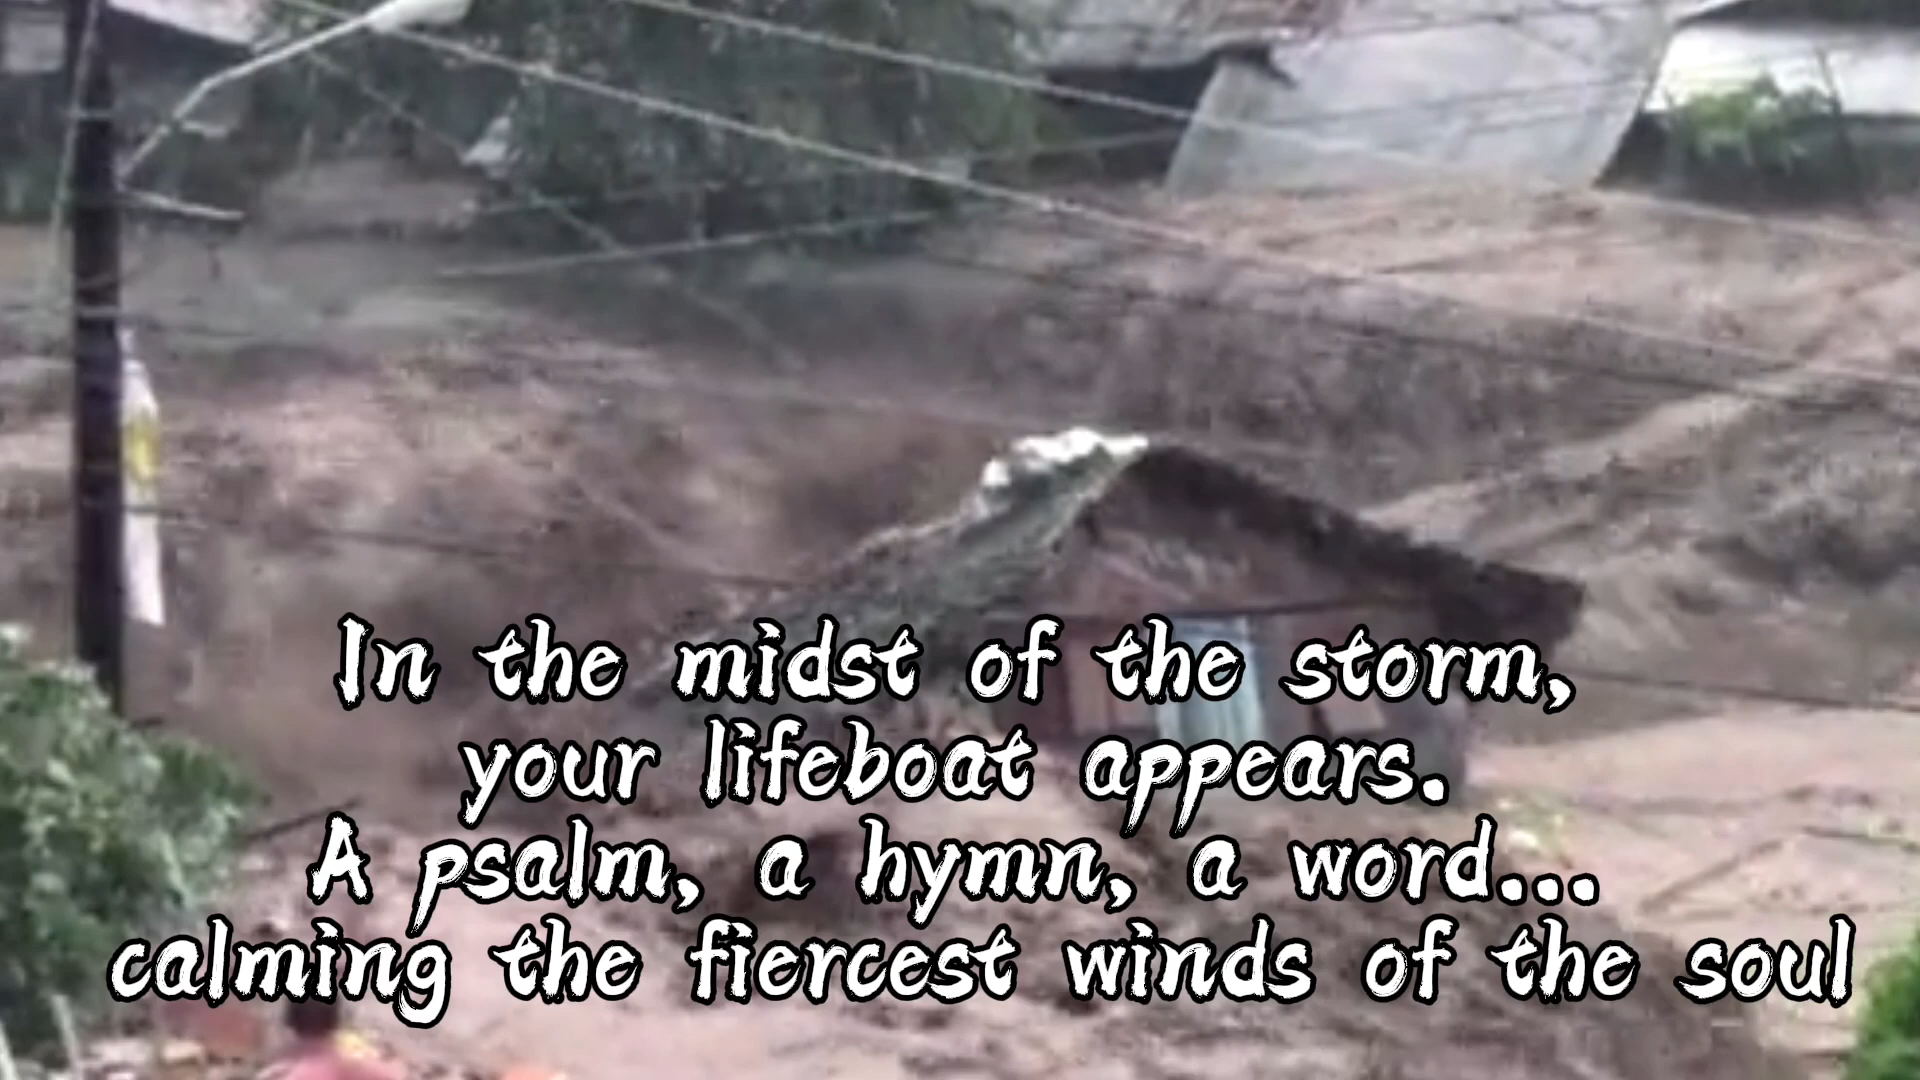 In the midst of the storm,
your lifeboat appears.
A psalm, a hymn, a word...
calming the fiercest winds of the soul